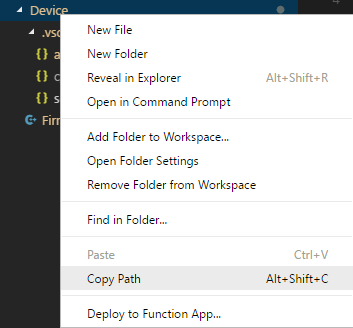 Device
.vsc
New File
{} a
New Folder
{} c
Reveal in Explorer Alt+Shift+R
{} s
Open in Command Prompt
Firm
Add Folder to Workspace...
Open Folder Settings
Remove Folder from Workspace
Find in Folder...
Paste Ctrl+V
Copy Path Alt+Shift+C
Deploy to Function App...